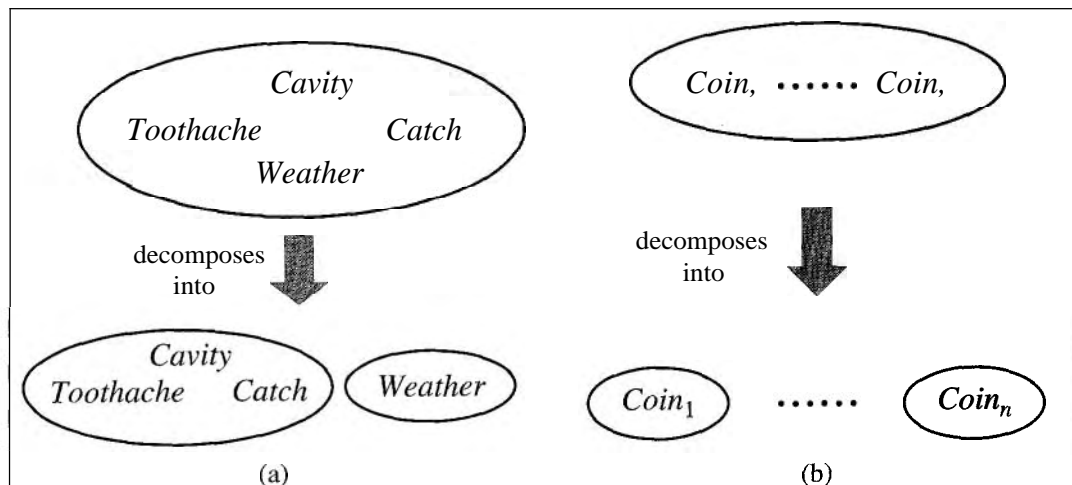 Cavity
Toothache Catch
Weather
decomposes
into
Cavity
Toothache Catch
Weather
(a)
Coin, ...... Coin,
decomposes
into
Coin₁ ...... Coinₙ
(b)